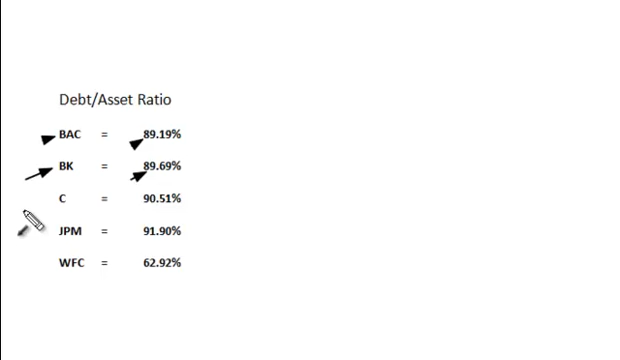 Debt/Asset Ratio
BAC = 89.19%
BK = 89.69%
C = 90.51%
JPM = 91.90%
WFC = 62.92%